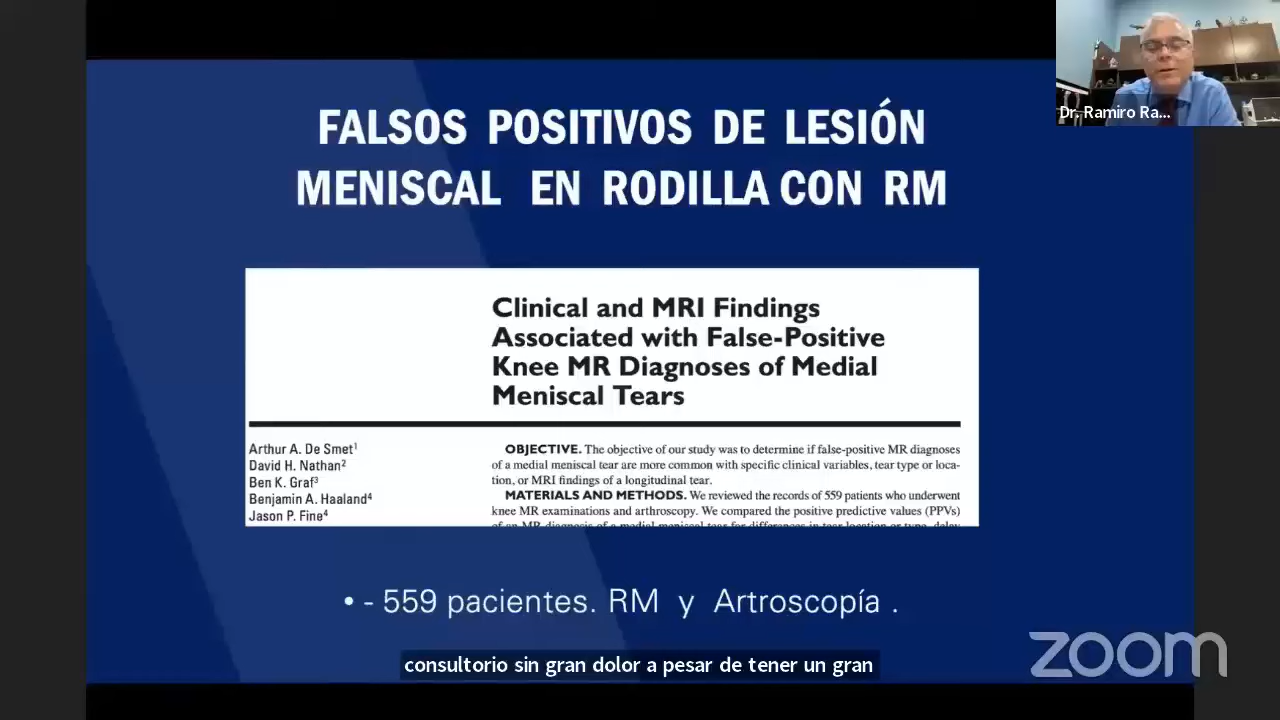 Dr. Ramiro Ra...
FALSOS POSITIVOS DE LESIÓN
MENISCAL EN RODILLA CON RM
Clinical and MRI Findings
Associated with False-Positive
Knee MR Diagnoses of Medial
Meniscal Tears
Arthur A. De Smet¹
David H. Nathan²
Ben K. Graf³
Benjamin A. Haaland⁴
Jason P. Fine⁴
OBJECTIVE. The objective of our study was to determine if false-positive MR diagnoses
of a medial meniscal tear are more common with specific clinical variables, tear type or loca-
tion, or MRI findings of a longitudinal tear.
MATERIALS AND METHODS. We reviewed the records of 559 patients who underwent
knee MR examinations and arthroscopy. We compared the positive predictive values (PPVs)
of an MR diagnosis of a medial meniscal tear for differences in tear location or type, delay
• - 559 pacientes. RM y Artroscopía .
consultorio sin gran dolor a pesar de tener un gran
zoom